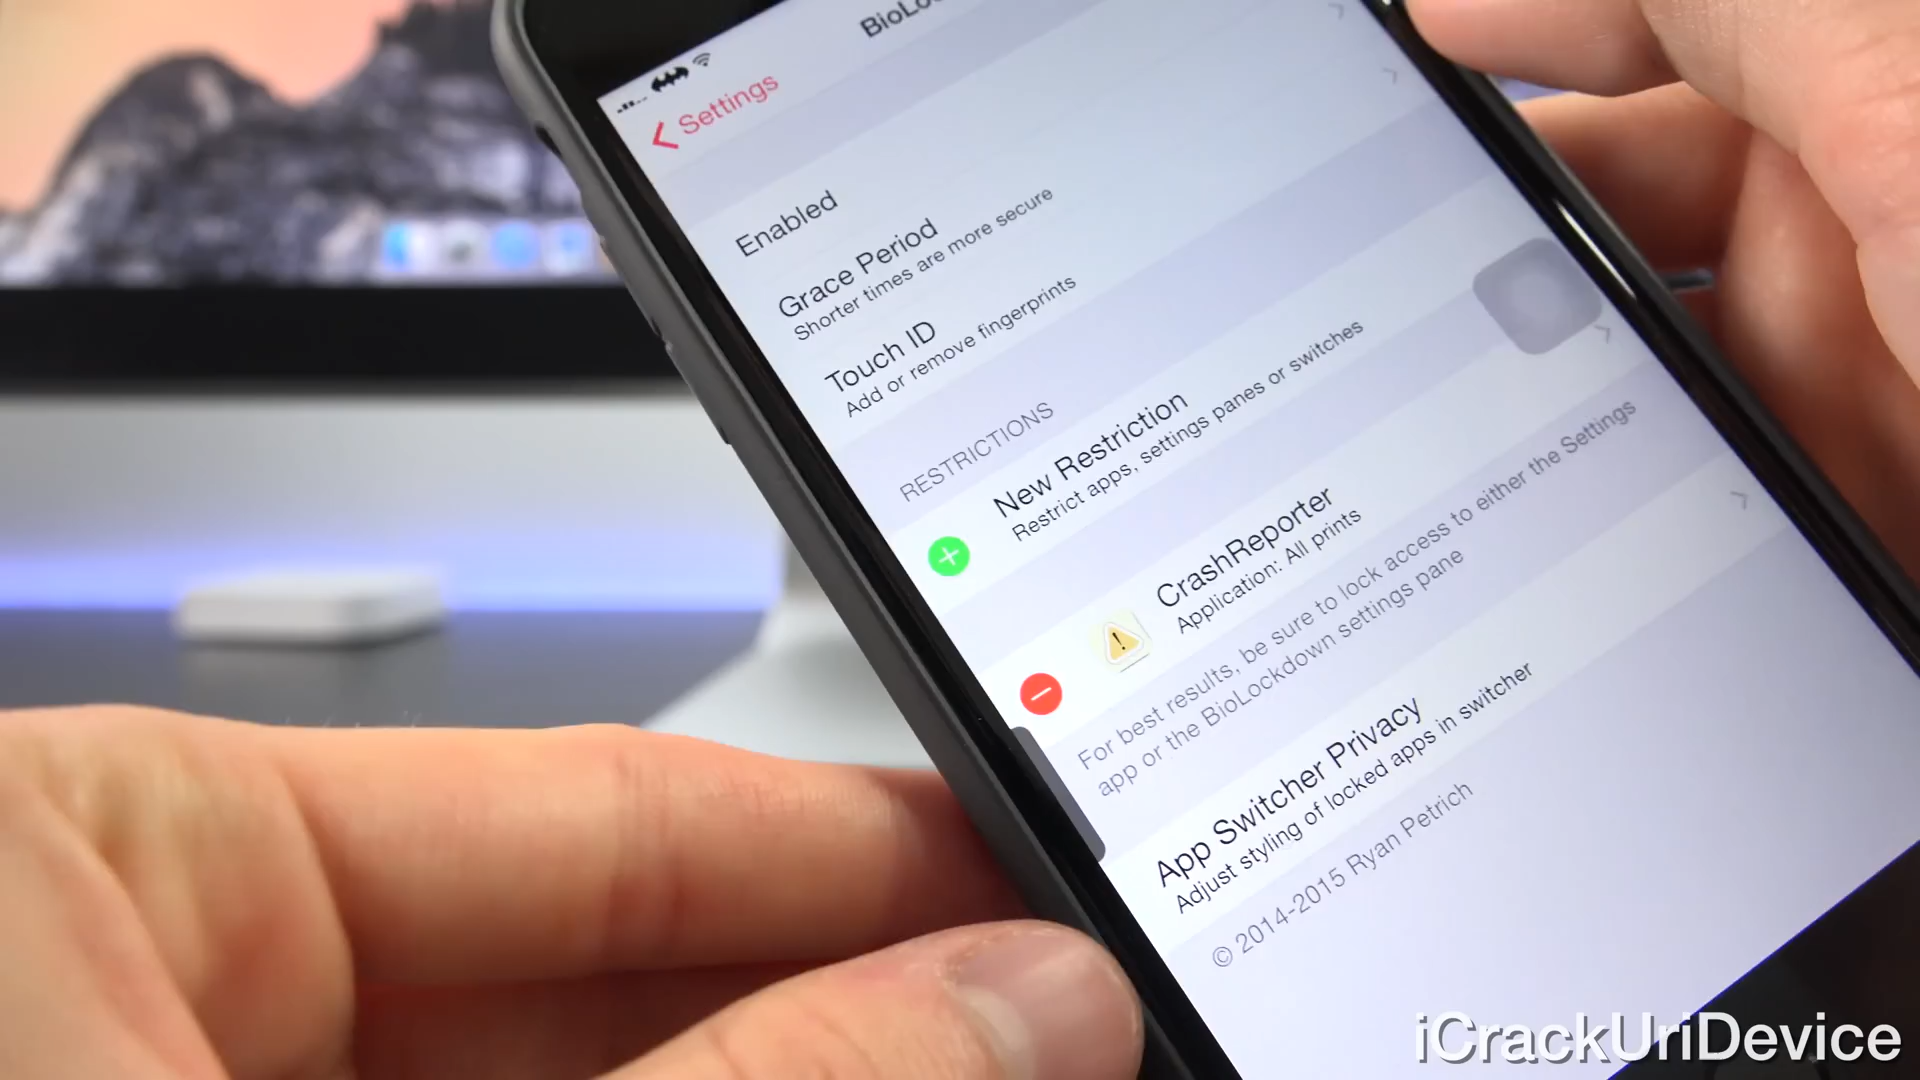 Settings
Enabled
Grace Period
Shorter times are more secure
Touch ID
Add or remove fingerprints
RESTRICTIONS
New Restriction
Restrict apps, settings panes or switches
CrashReporter
Application: All prints
For best results, be sure to lock access to either the Settings
app or the BioLockdown settings pane
App Switcher Privacy
Adjust styling of locked apps in switcher
© 2014-2015 Ryan Petrich
iCrackUriDevice